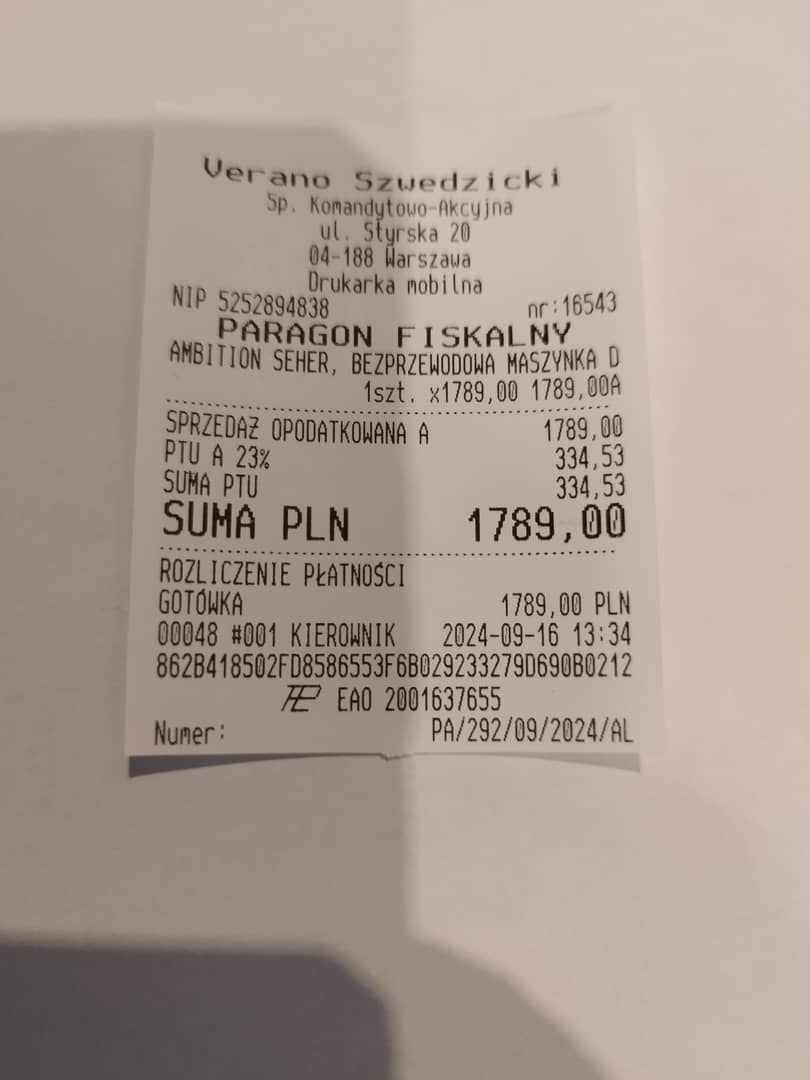 Verano Szwedzicki
Sp. Komandytowo-Akcyjna
ul. Styrska 20
04-188 Warszawa
Drukarka mobilna
NIP 5252894838 nr:16543
PARAGON FISKALNY
AMBITION SEHER, BEZPRZEWODOWA MASZYNKA D
1szt. x1789,00 1789,00A
SPRZEDAŻ OPODATKOWANA A 1789,00
PTU A 23% 334,53
SUMA PTU 334,53
SUMA PLN 1789,00
ROZLICZENIE PŁATNOŚCI
GOTÓWKA 1789,00 PLN
00048 #001 KIEROWNIK 2024-09-16 13:34
862B418502FD8586553F6B029233279D690B0212
EAO 2001637655
Numer: PA/292/09/2024/AL